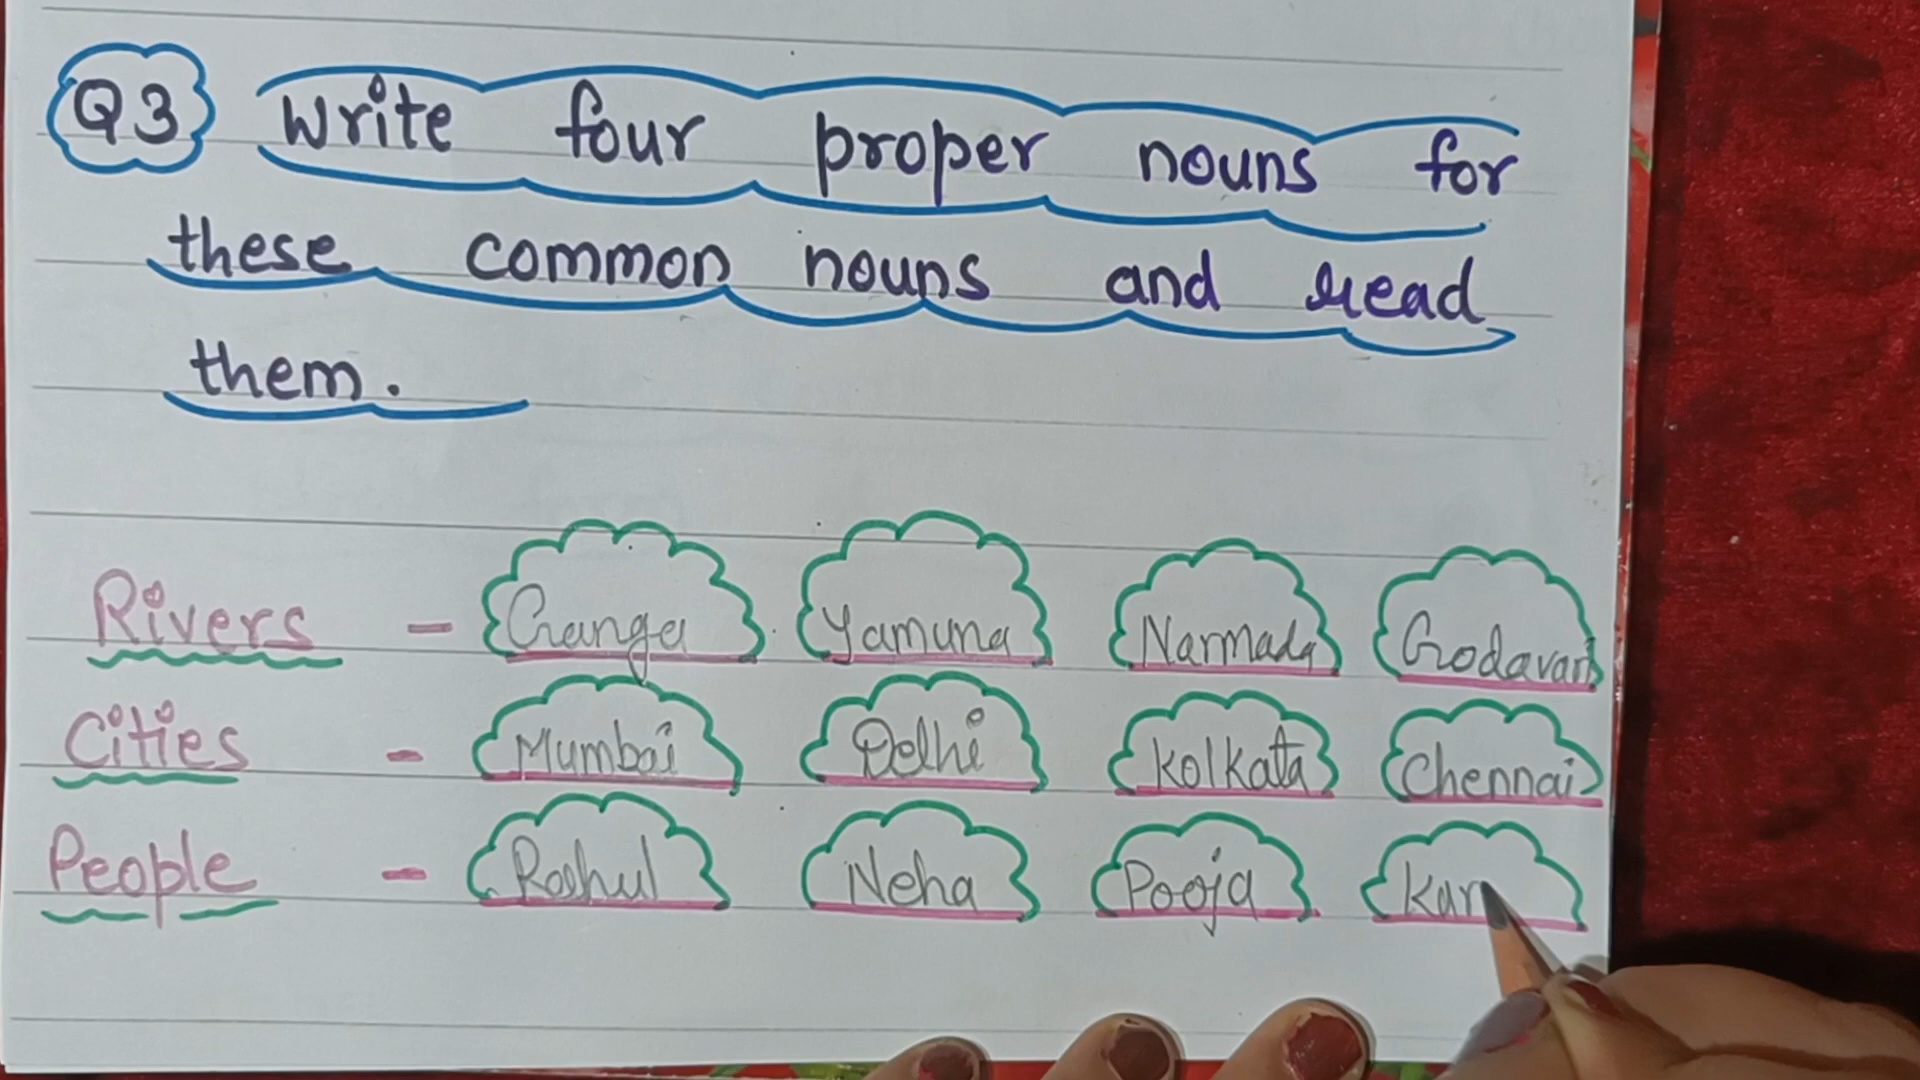 Q3 Write four proper nouns for
these common nouns and read
them.
Rivers - Ganga Yamuna Narmada Godavari
Cities - Mumbai Delhi Kolkata Chennai
People - Rahul Neha Pooja